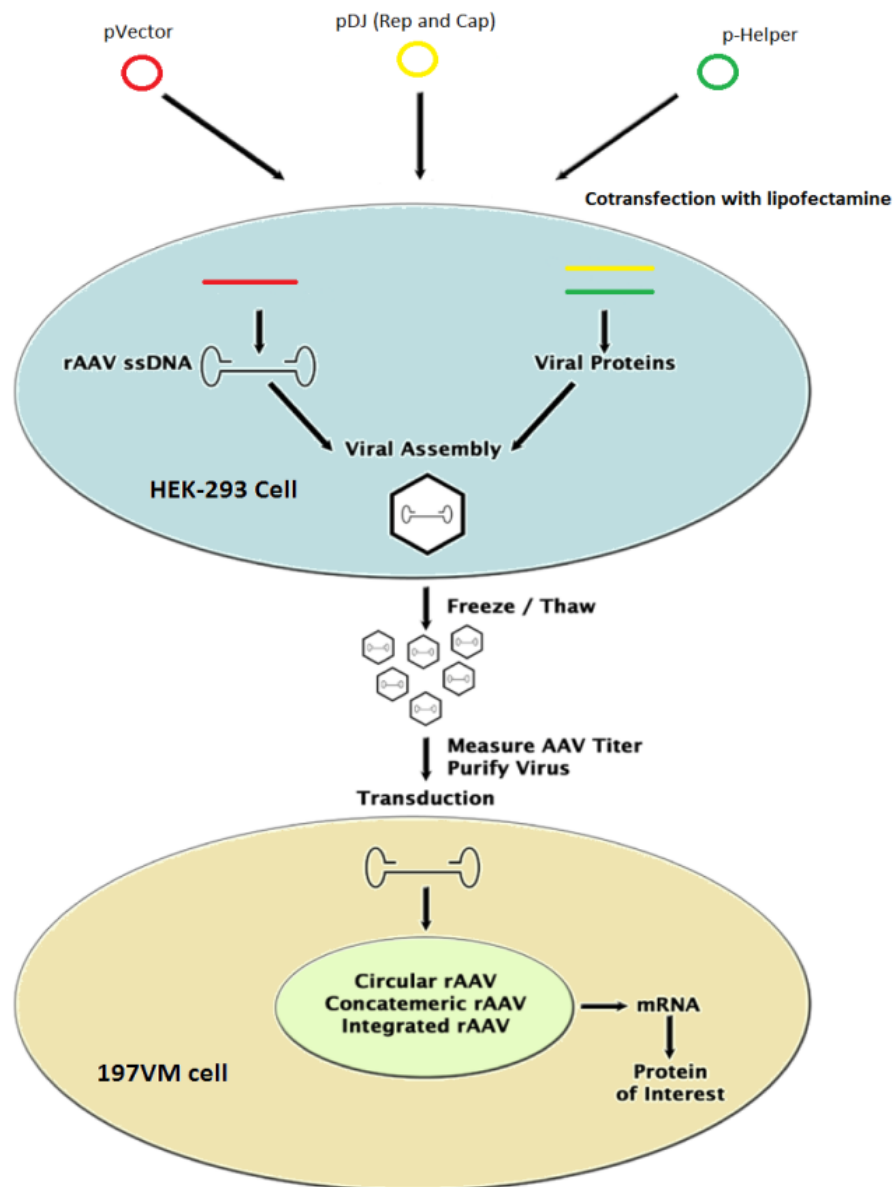 pVector
pDJ (Rep and Cap)
p-Helper
Cotransfection with lipofectamine
rAAV ssDNA
Viral Proteins
Viral Assembly
HEK-293 Cell
Freeze / Thaw
Measure AAV Titer
Purify Virus
Transduction
Circular rAAV
Concatemeric rAAV
Integrated rAAV
mRNA
197VM cell
Protein
of Interest